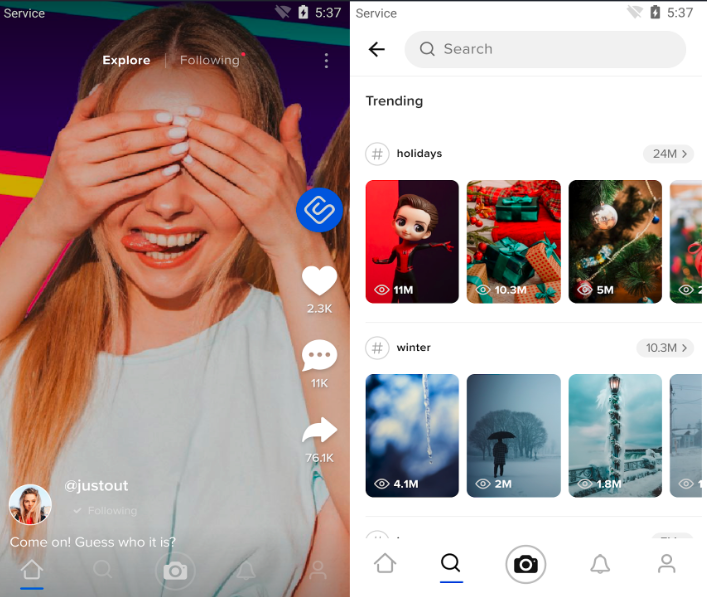 Service
5:37
Explore
Following
2.3K
11K
76.1K
@justout
Following
Come on! Guess who it is?
Service
5:37
Search
Trending
#
holidays
24M
11M
10.3M
5M
#
winter
10.3M
4.1M
2M
1.8M